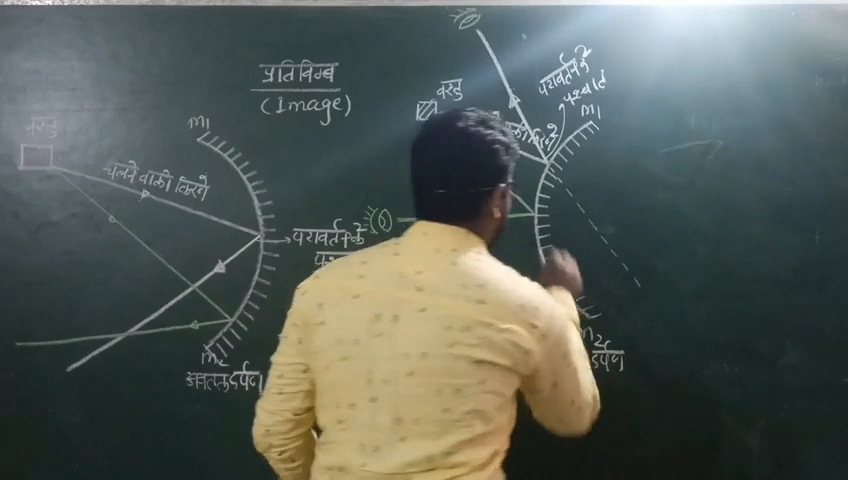 प्रतिबिम्ब
(Image)
वस्तु
M1
चलने वाली किरणें
परावर्तन के
M2
अवतल दर्पण
वस्तु
परावर्तन के
पश्चात
M1
M2
दर्पण